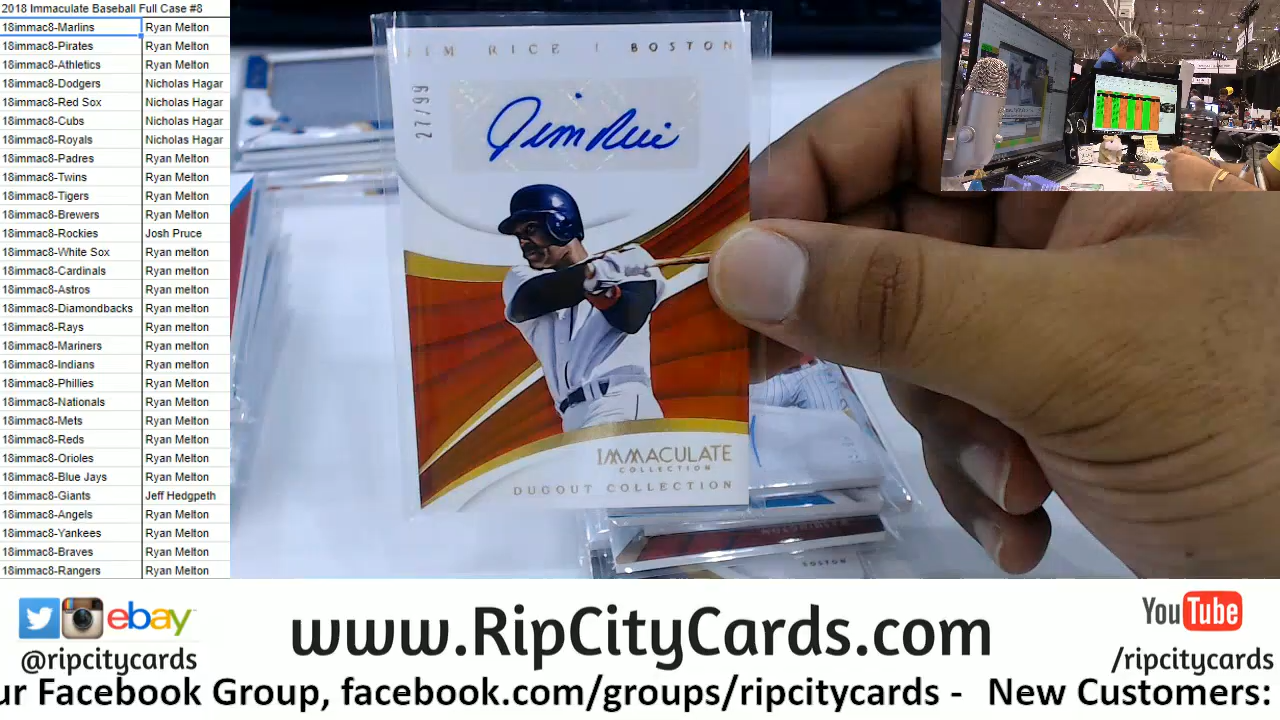 2018 Immaculate Baseball Full Case #8
18immac8-Marlins Ryan Melton
18immac8-Pirates Ryan Melton
18immac8-Athletics Ryan Melton
18immac8-Dodgers Nicholas Hagar
18immac8-Red Sox Nicholas Hagar
18immac8-Cubs Nicholas Hagar
18immac8-Royals Nicholas Hagar
18immac8-Padres Ryan Melton
18immac8-Twins Ryan Melton
18immac8-Tigers Ryan Melton
18immac8-Brewers Ryan Melton
18immac8-Rockies Josh Pruce
18immac8-White Sox Ryan melton
18immac8-Cardinals Ryan melton
18immac8-Astros Ryan melton
18immac8-Diamondbacks Ryan melton
18immac8-Rays Ryan melton
18immac8-Mariners Ryan melton
18immac8-Indians Ryan Melton
18immac8-Phillies Ryan Melton
18immac8-Nationals Ryan Melton
18immac8-Mets Ryan Melton
18immac8-Reds Ryan Melton
18immac8-Orioles Ryan Melton
18immac8-Blue Jays Ryan Melton
18immac8-Giants Jeff Hedgpeth
18immac8-Angels Ryan Melton
18immac8-Yankees Ryan Melton
18immac8-Braves Ryan Melton
18immac8-Rangers Ryan Melton
JIM RICE | BOSTON
27/99
Jim Rice
IMMACULATE
COLLECTION
DUGOUT COLLECTION
BOSTON
ebay
@ripcitycards
www.RipCityCards.com
YouTube
/ripcitycards
ur Facebook Group, facebook.com/groups/ripcitycards - New Customers: